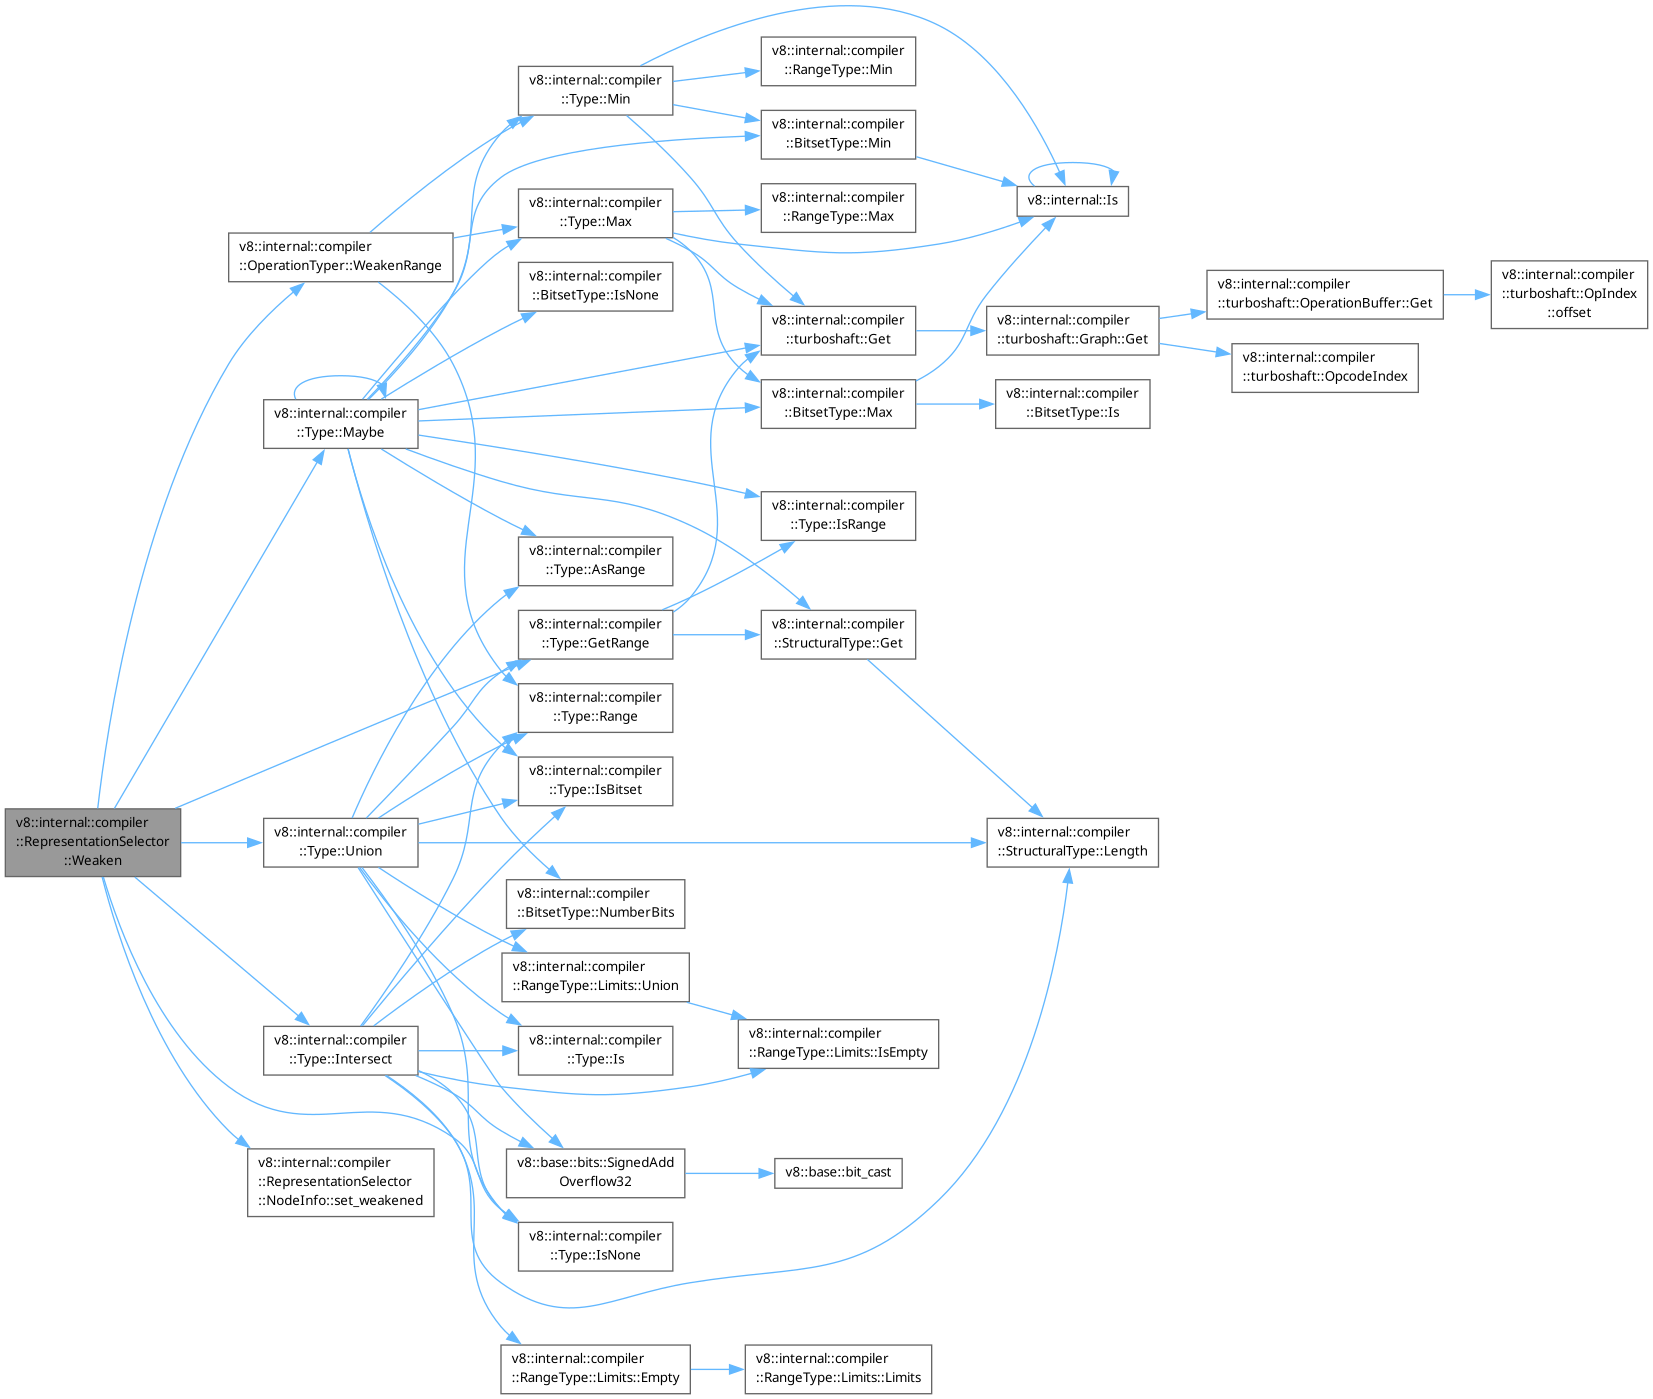 v8::internal::compiler
::RepresentationSelector
::Weaken
v8::internal::compiler
::OperationTyper::WeakenRange
v8::internal::compiler
::Type::Maybe
v8::internal::compiler
::Type::Union
v8::internal::compiler
::Type::Intersect
v8::internal::compiler
::RepresentationSelector
::NodeInfo::set_weakened
v8::internal::compiler
::Type::Min
v8::internal::compiler
::Type::Max
v8::internal::compiler
::BitsetType::IsNone
v8::internal::compiler
::Type::AsRange
v8::internal::compiler
::Type::GetRange
v8::internal::compiler
::Type::Range
v8::internal::compiler
::Type::IsBitset
v8::internal::compiler
::BitsetType::NumberBits
v8::internal::compiler
::RangeType::Limits::Union
v8::internal::compiler
::Type::Is
v8::base::bits::SignedAdd
Overflow32
v8::internal::compiler
::Type::IsNone
v8::internal::compiler
::RangeType::Limits::Empty
v8::internal::compiler
::RangeType::Min
v8::internal::compiler
::BitsetType::Min
v8::internal::compiler
::RangeType::Max
v8::internal::compiler
::turboshaft::Get
v8::internal::compiler
::BitsetType::Max
v8::internal::compiler
::Type::IsRange
v8::internal::compiler
::StructuralType::Get
v8::internal::compiler
::RangeType::Limits::IsEmpty
v8::base::bit_cast
v8::internal::compiler
::RangeType::Limits::Limits
v8::internal::Is
v8::internal::compiler
::turboshaft::Graph::Get
v8::internal::compiler
::BitsetType::Is
v8::internal::compiler
::StructuralType::Length
v8::internal::compiler
::turboshaft::OperationBuffer::Get
v8::internal::compiler
::turboshaft::OpcodeIndex
v8::internal::compiler
::turboshaft::OpIndex
::offset